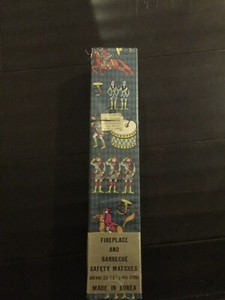 FIREPLACE
AND
BARBECUE
SAFETY MATCHES
MADE IN KOREA